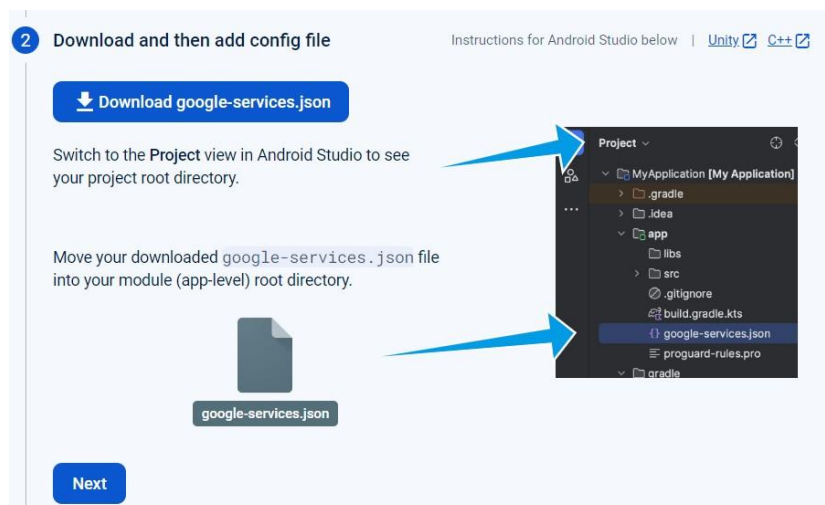 2 Download and then add config file
Instructions for Android Studio below | Unity C++
Download google-services.json
Switch to the Project view in Android Studio to see
your project root directory.
Move your downloaded google-services.json file
into your module (app-level) root directory.
google-services.json
Next
Project
MyApplication [My Application]
.gradle
.idea
app
libs
src
.gitignore
build.gradle.kts
google-services.json
proguard-rules.pro
gradle